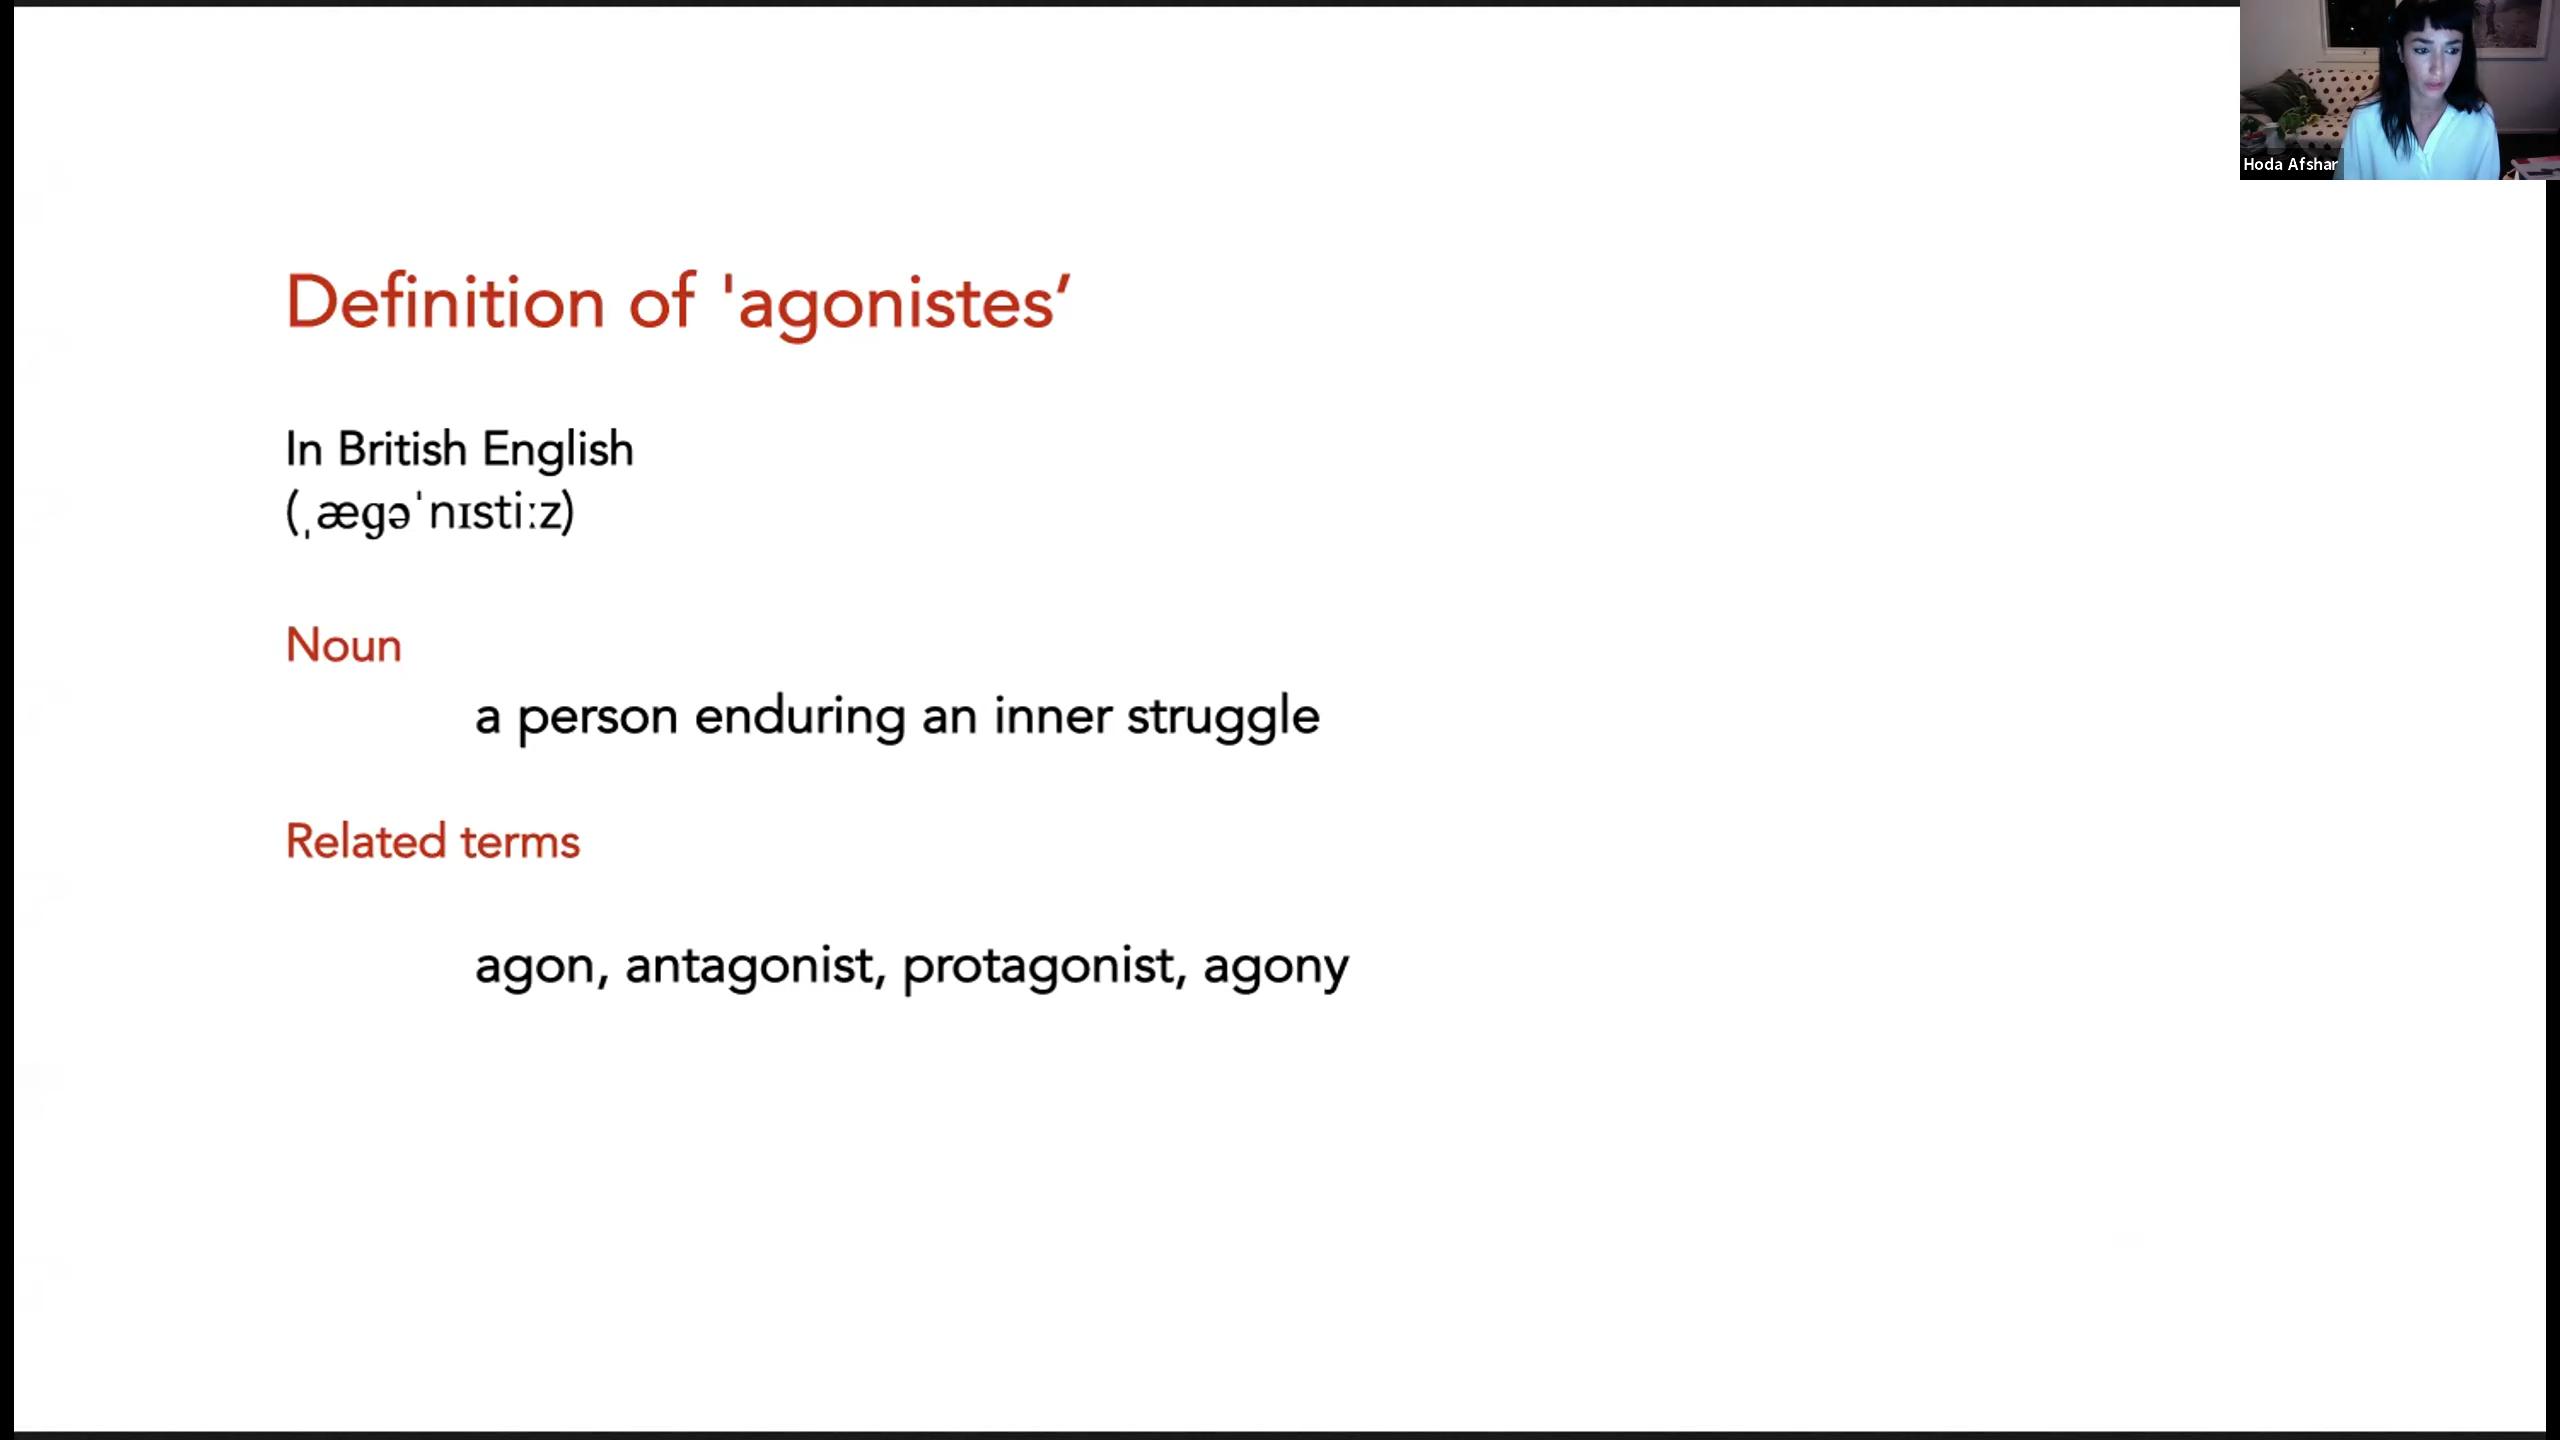 Definition of 'agonistes’
In British English
(ˌæɡəˈnɪstiːz)
Noun
a person enduring an inner struggle
Related terms
agon, antagonist, protagonist, agony
Hoda Afshar